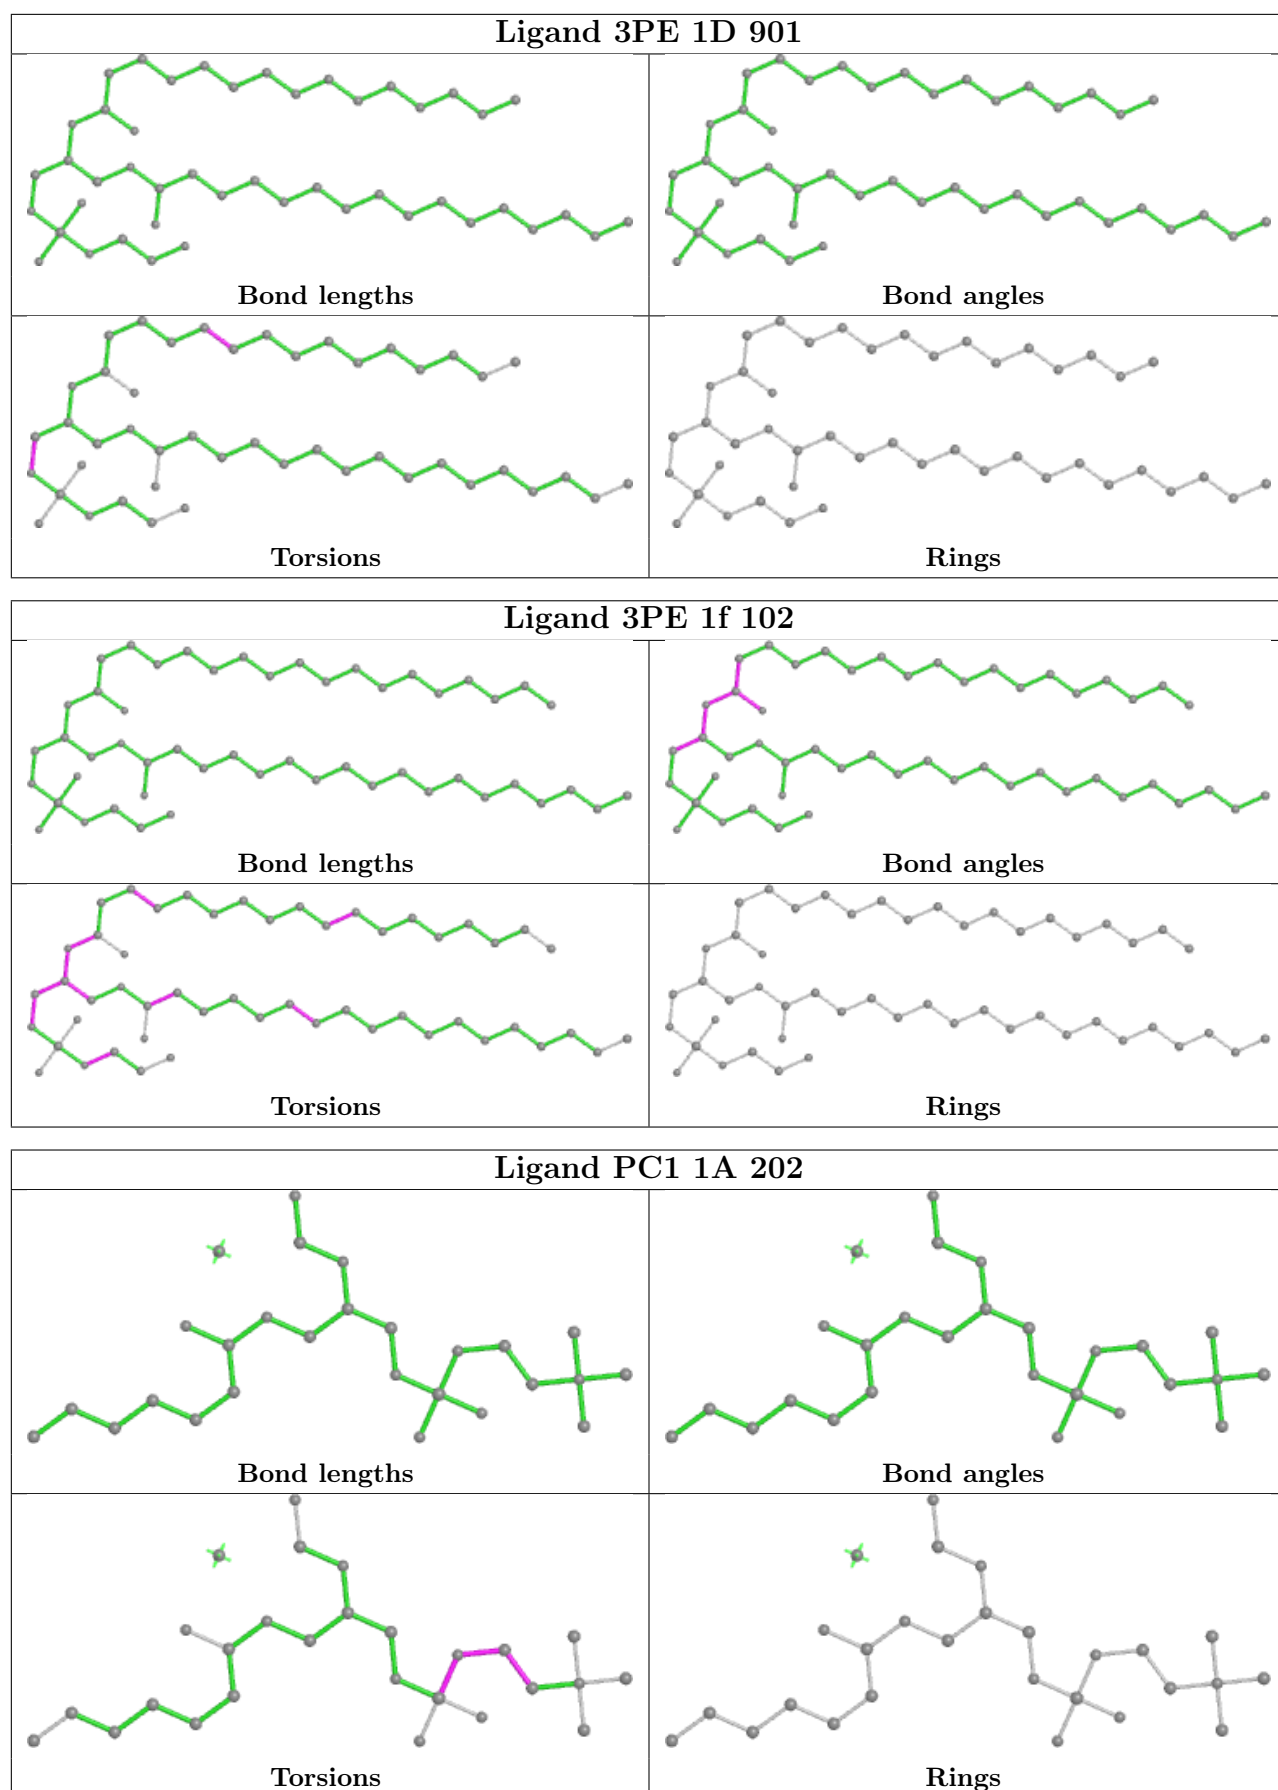 Ligand 3PE 1D 901
Bond lengths
Bond angles
Torsions
Rings
Ligand 3PE 1f 102
Bond lengths
Bond angles
Torsions
Rings
Ligand PC1 1A 202
Bond lengths
Bond angles
Torsions
Rings